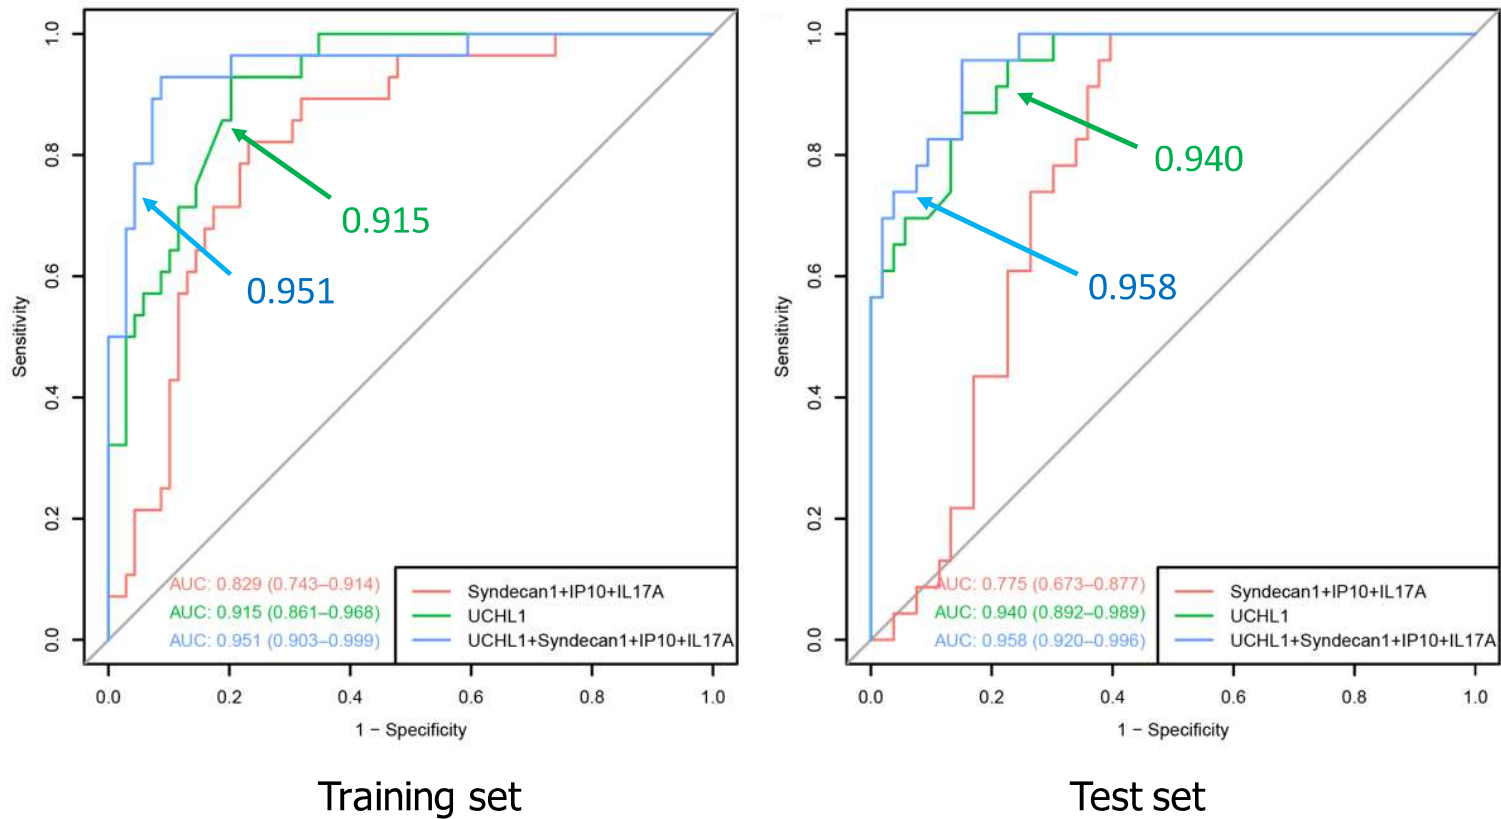 1.0
0.8
0.6
0.4
0.2
0.0
Sensitivity
0.915
0.951
AUC: 0.829 (0.743–0.914)
AUC: 0.915 (0.861–0.968)
AUC: 0.951 (0.903–0.999)
Syndecan1+IP10+IL17A
UCHL1
UCHL1+Syndecan1+IP10+IL17A
0.0 0.2 0.4 0.6 0.8 1.0
1 − Specificity
Training set
1.0
0.8
0.6
0.4
0.2
0.0
Sensitivity
0.940
0.958
AUC: 0.775 (0.673–0.877)
AUC: 0.940 (0.892–0.989)
AUC: 0.958 (0.920–0.996)
Syndecan1+IP10+IL17A
UCHL1
UCHL1+Syndecan1+IP10+IL17A
0.0 0.2 0.4 0.6 0.8 1.0
1 − Specificity
Test set